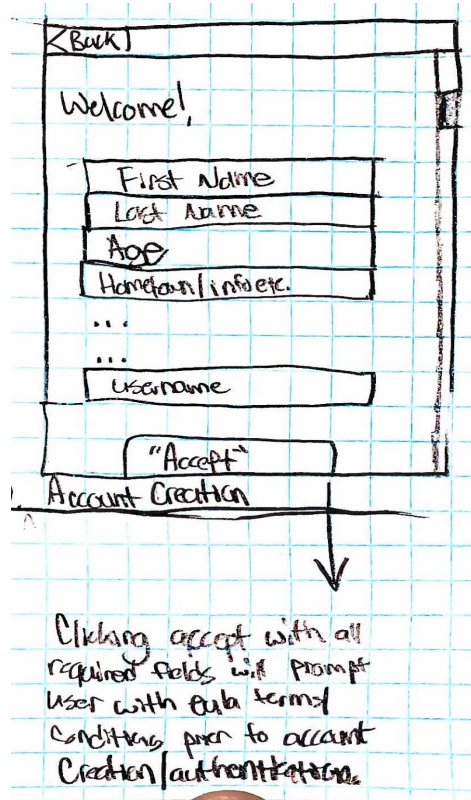 <Back]
Welcome!
First Name
Last Name
Age
Hometown/info etc.
...
...
username
"Accept"
Account Creation
Clicking accept with all
required fields will prompt
user with eula terms/
conditions prior to account
Creation/authentication.